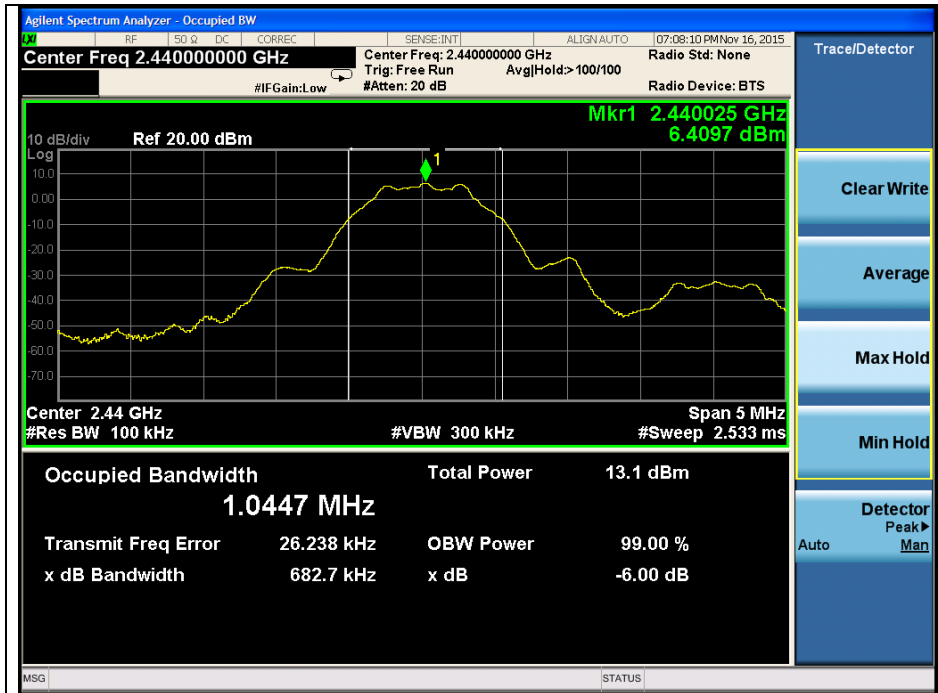 Agilent Spectrum Analyzer - Occupied BW
LXI RF 50 Ω DC CORREC SENSE:INT ALIGN AUTO 07:08:10 PM Nov 16, 2015
Center Freq 2.440000000 GHz
Center Freq: 2.440000000 GHz
Radio Std: None
Trig: Free Run Avg|Hold:> 100/100
#IFGain:Low
#Atten: 20 dB
Radio Device: BTS
Trace/Detector
Mkr1 2.440025 GHz
6.4097 dBm
10 dB/div Ref 20.00 dBm
Log
1
10.0
0.00
-10.0
-20.0
-30.0
-40.0
-50.0
-60.0
-70.0
Center 2.44 GHz
Span 5 MHz
#Res BW 100 kHz
#VBW 300 kHz
#Sweep 2.533 ms
Occupied Bandwidth
1.0447 MHz
Total Power 13.1 dBm
Transmit Freq Error 26.238 kHz
OBW Power 99.00 %
x dB Bandwidth 682.7 kHz
x dB -6.00 dB
Clear Write
Average
Max Hold
Min Hold
Detector
Peak▶
Auto Man
MSG
STATUS